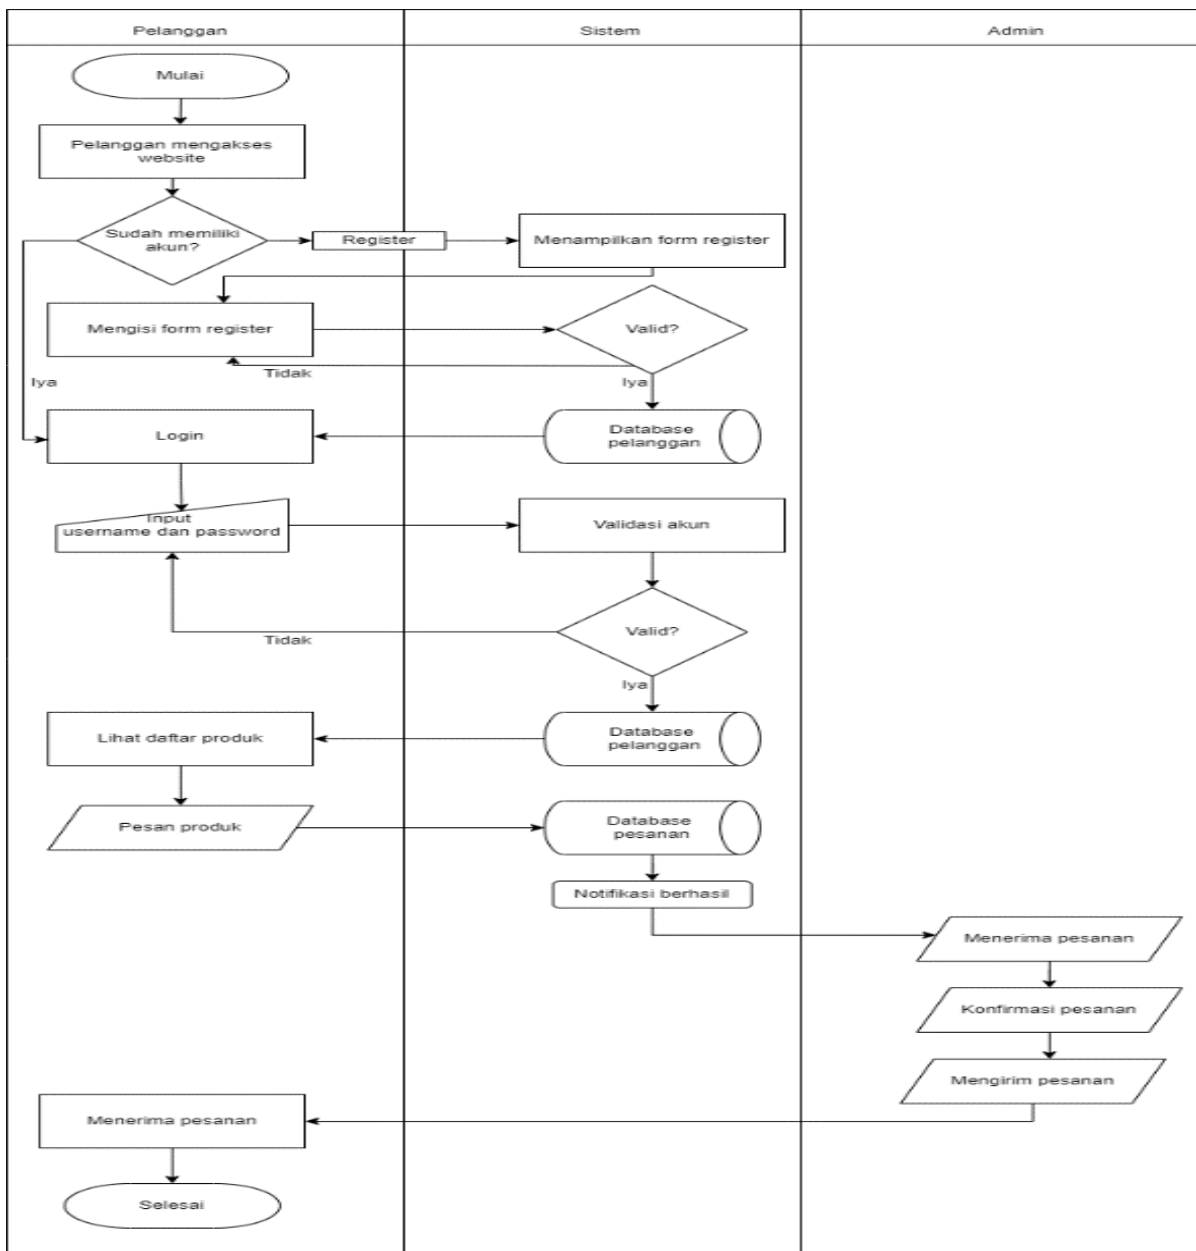 Pelanggan
Sistem
Admin
Mulai
Pelanggan mengakses
website
Sudah memiliki
akun?
Register
Menampilkan form register
Mengisi form register
Valid?
Tidak
Iya
Iya
Login
Database
pelanggan
Input
username dan password
Validasi akun
Valid?
Tidak
Iya
Lihat daftar produk
Database
pelanggan
Pesan produk
Database
pesanan
Notifikasi berhasil
Menerima pesanan
Konfirmasi pesanan
Mengirim pesanan
Menerima pesanan
Selesai